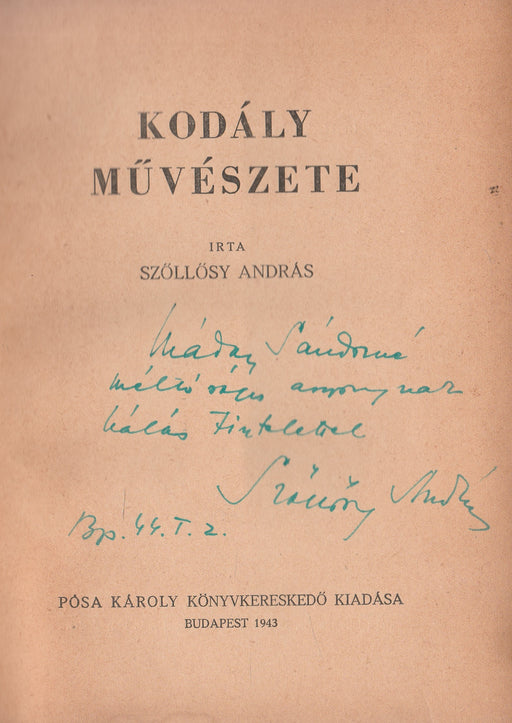 KODÁLY
MŰVÉSZETE
IRTA
SZŐLLŐSY ANDRÁS
Máday Sándorné
méltóságos asszonynak
hálás tisztelettel
Szőllősy András
Bp. 44. I. 2.
PÓSA KÁROLY KÖNYVKERESKEDŐ KIADÁSA
BUDAPEST 1943